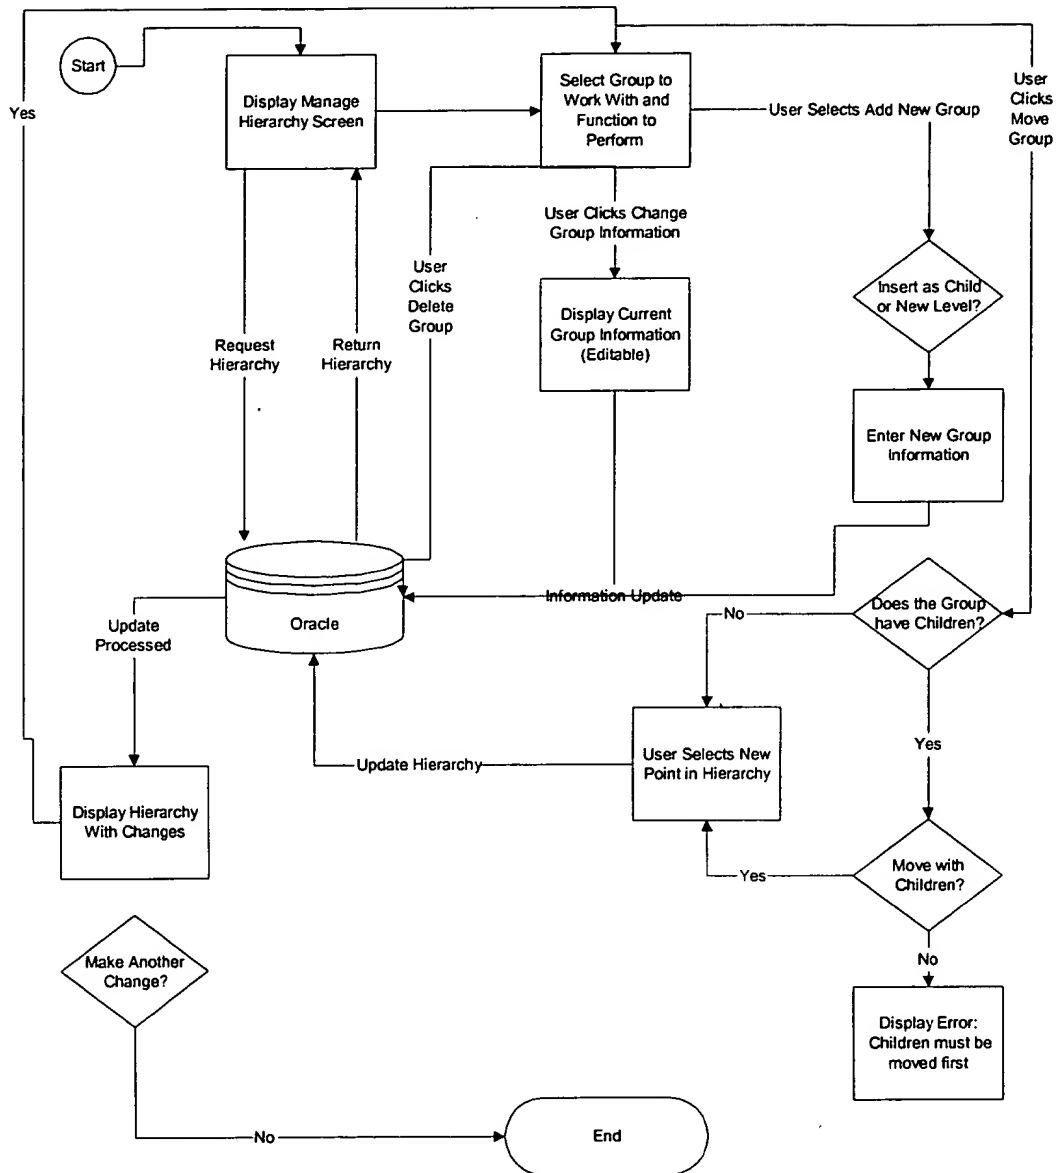 Start
Yes
Display Manage
Hierarchy Screen
Select Group to
Work With and
Function to
Perform
User Selects Add New Group
User
Clicks
Move
Group
User Clicks Change
Group Information
User
Clicks
Delete
Group
Insert as Child
or New Level?
Display Current
Group Information
(Editable)
Request
Hierarchy
Return
Hierarchy
Enter New Group
Information
Information Update
Oracle
Does the Group
have Children?
No
Update
Processed
Yes
User Selects New
Point in Hierarchy
Update Hierarchy
Display Hierarchy
With Changes
Move with
Children?
Yes
No
Make Another
Change?
Display Error:
Children must be
moved first
No
End